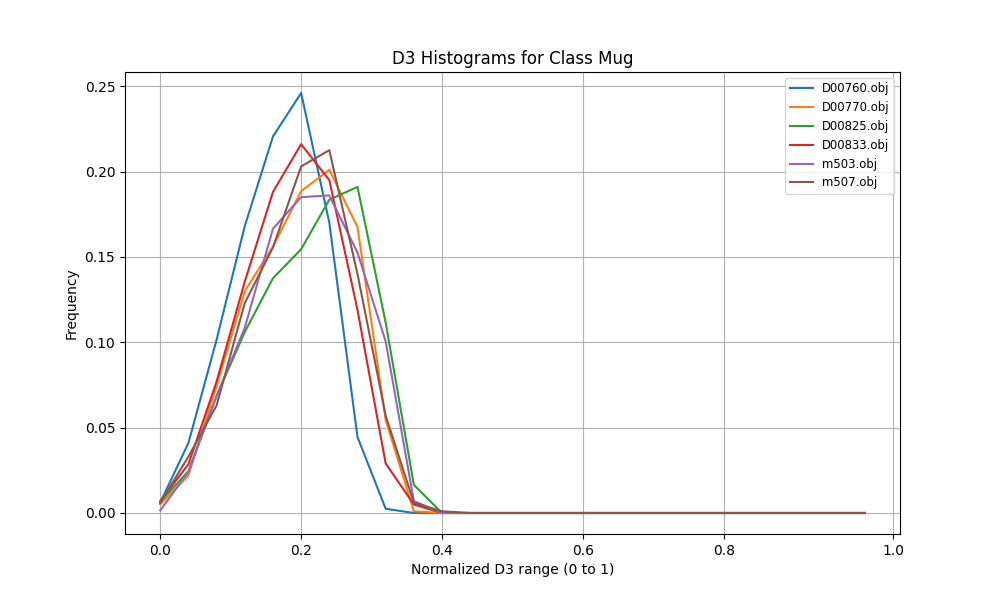 D3 Histograms for Class Mug
0.25
0.20
0.15
0.10
0.05
0.00
Frequency
0.0
0.2
0.4
0.6
0.8
1.0
Normalized D3 range (0 to 1)
D00760.obj
D00770.obj
D00825.obj
D00833.obj
m503.obj
m507.obj